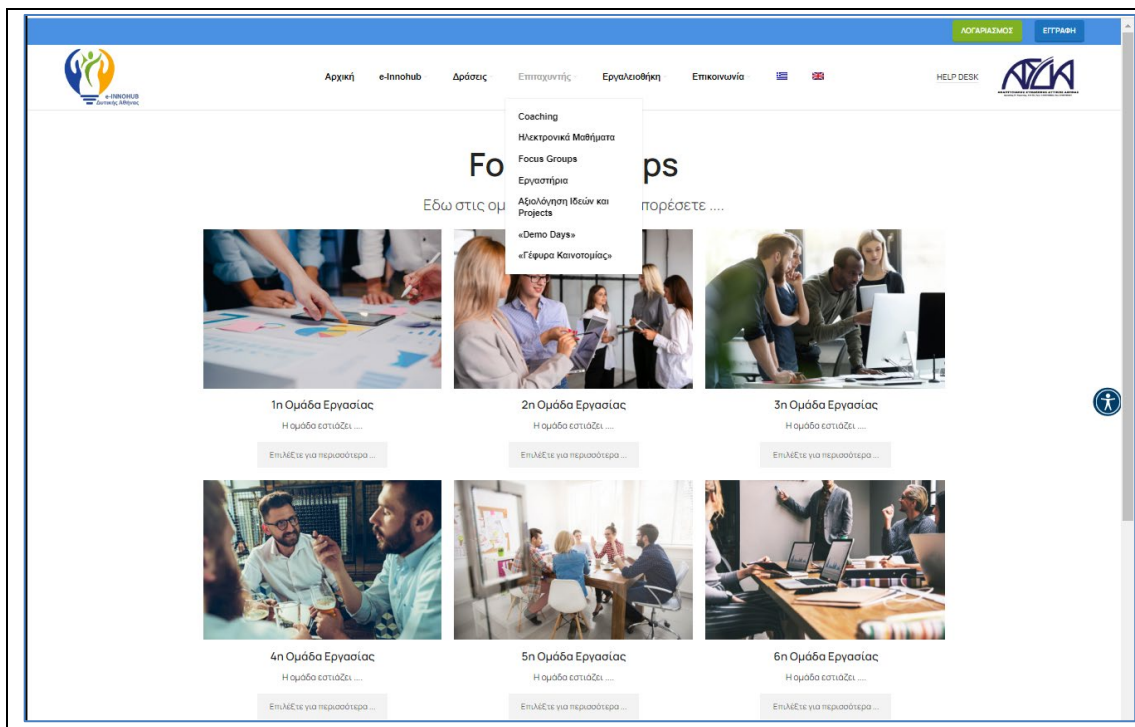 ΛΟΓΑΡΙΑΣΜΟΣ ΕΓΓΡΑΦΗ
e-INNOHUB
Δυτικής Αθήνας
Αρχική e-Innohub Δράσεις Επιταχυντής Εργαλειοθήκη Επικοινωνία HELP DESK
ΑΣΔΑ
Coaching
Ηλεκτρονικά Μαθήματα
Focus Groups
Εργαστήρια
Αξιολόγηση Ιδεών και
Projects
«Demo Days»
«Γέφυρα Καινοτομίας»
Fo ps
Εδω στις ομ πορέσετε ....
1η Ομάδα Εργασίας 2η Ομάδα Εργασίας 3η Ομάδα Εργασίας
Η ομάδα εστιάζει .... Η ομάδα εστιάζει .... Η ομάδα εστιάζει ....
Επιλέξτε για περισσότερα ... Επιλέξτε για περισσότερα ... Επιλέξτε για περισσότερα ...
4η Ομάδα Εργασίας 5η Ομάδα Εργασίας 6η Ομάδα Εργασίας
Η ομάδα εστιάζει .... Η ομάδα εστιάζει .... Η ομάδα εστιάζει ....
Επιλέξτε για περισσότερα ... Επιλέξτε για περισσότερα ... Επιλέξτε για περισσότερα ...